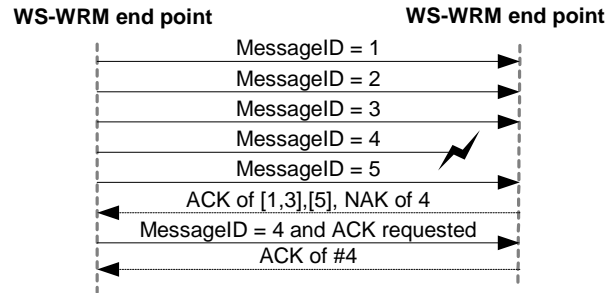 WS-WRM end point WS-WRM end point
MessageID = 1
MessageID = 2
MessageID = 3
MessageID = 4
MessageID = 5
ACK of [1,3],[5], NAK of 4
MessageID = 4 and ACK requested
ACK of #4